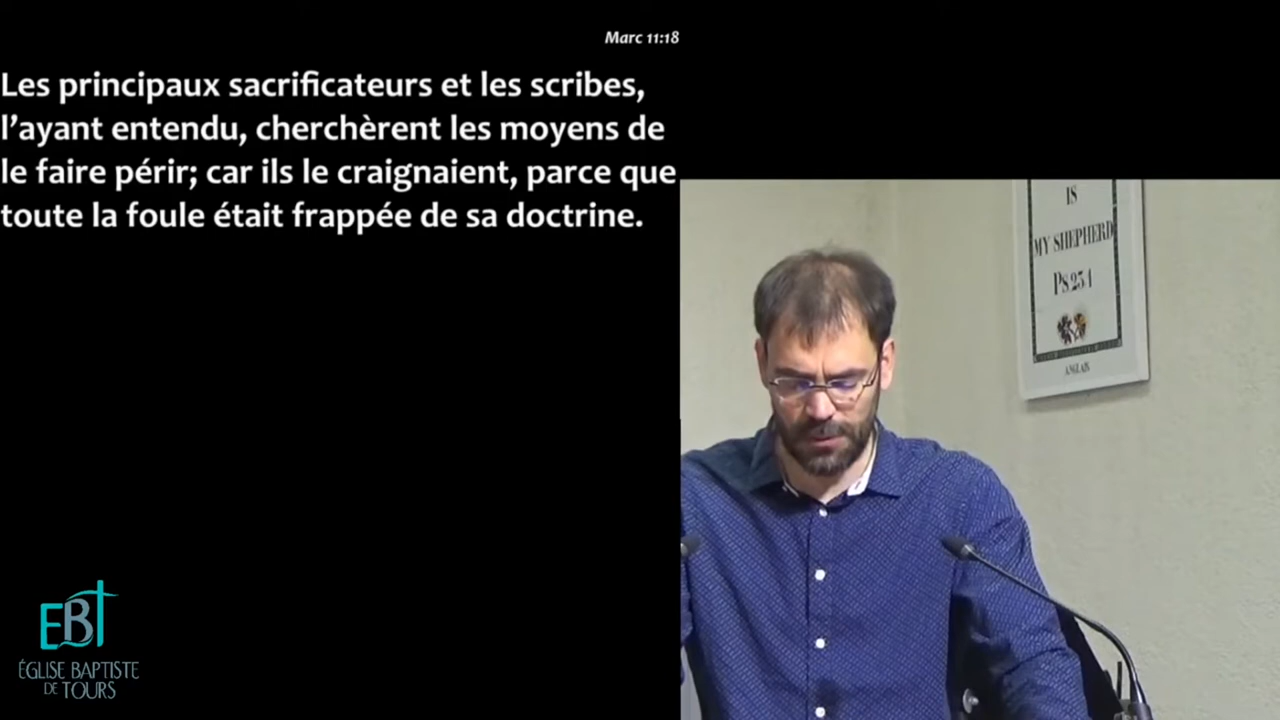 Marc 11:18
Les principaux sacrificateurs et les scribes,
l’ayant entendu, cherchèrent les moyens de
le faire périr; car ils le craignaient, parce que
toute la foule était frappée de sa doctrine.
IS
MY SHEPHERD
PS 23 1
ANGLAIS
EBT
ÉGLISE BAPTISTE
DE TOURS